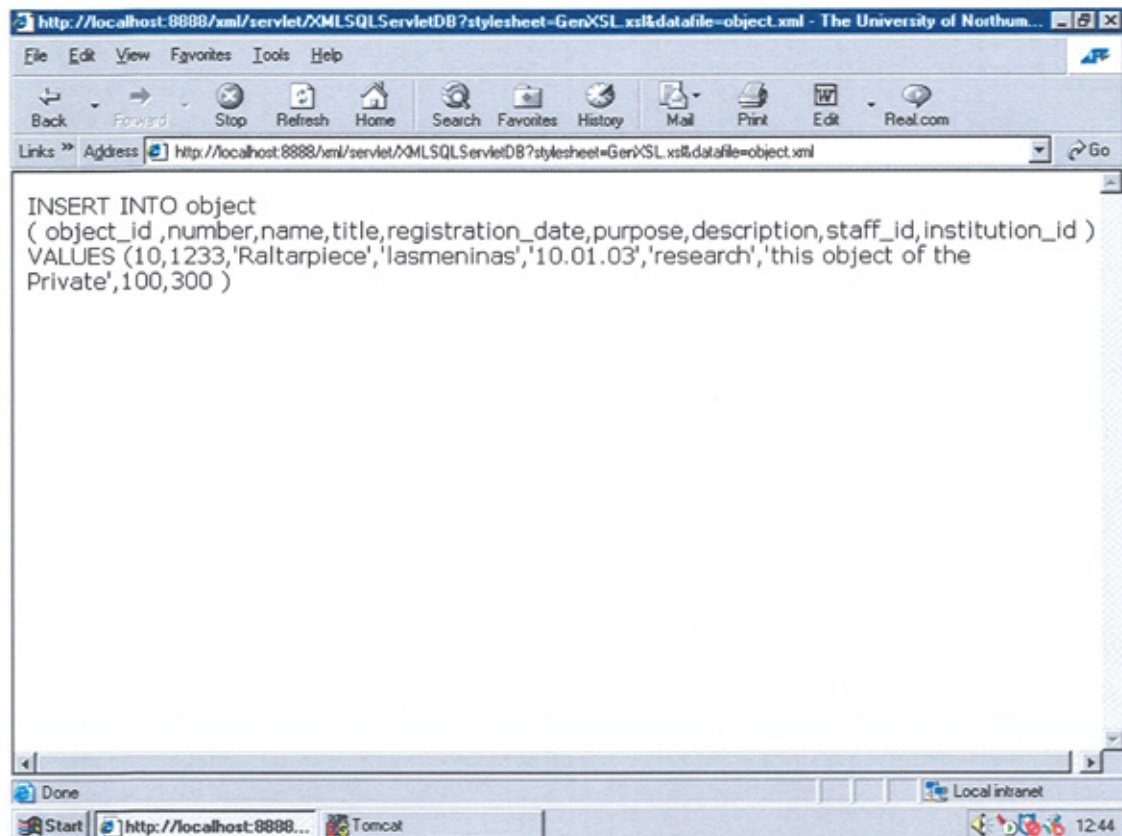 http://localhost:8888/xml/servlet/XMLSQLServletDB?stylesheet=GenXSL.xsl&datafile=object.xml - The University of Northum...
File Edit View Favorites Tools Help
Back Forward Stop Refresh Home Search Favorites History Mail Print Edit Real.com
Links » Address http://localhost:8888/xml/servlet/XMLSQLServletDB?stylesheet=GenXSL.xsl&datafile=object.xml Go
INSERT INTO object
( object_id ,number,name,title,registration_date,purpose,description,staff_id,institution_id )
VALUES (10,1233,'Raltarpiece','lasmeninas','10.01.03','research','this object of the
Private',100,300 )
Done Local intranet
Start http://localhost:8888... Tomcat 12:44